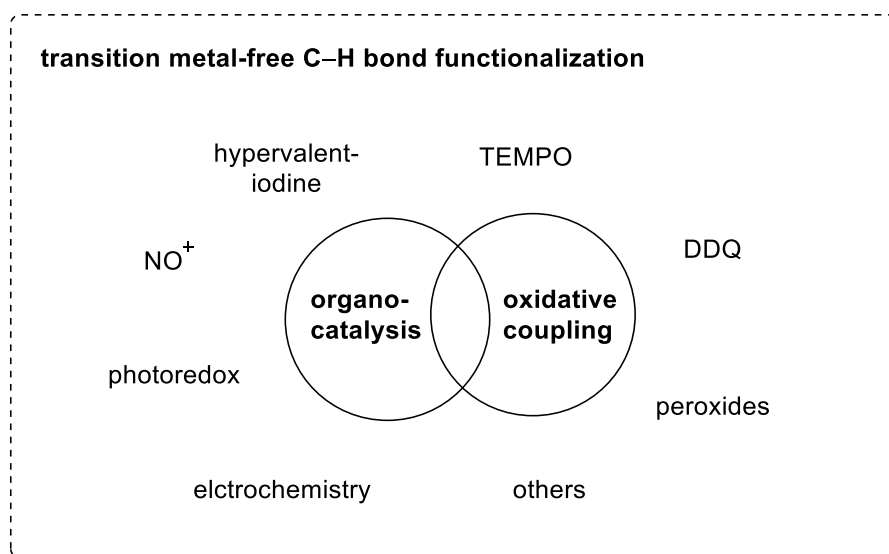 transition metal-free C–H bond functionalization
hypervalent-
iodine
TEMPO
NO+
DDQ
organo-
catalysis
oxidative
coupling
photoredox
peroxides
elctrochemistry
others